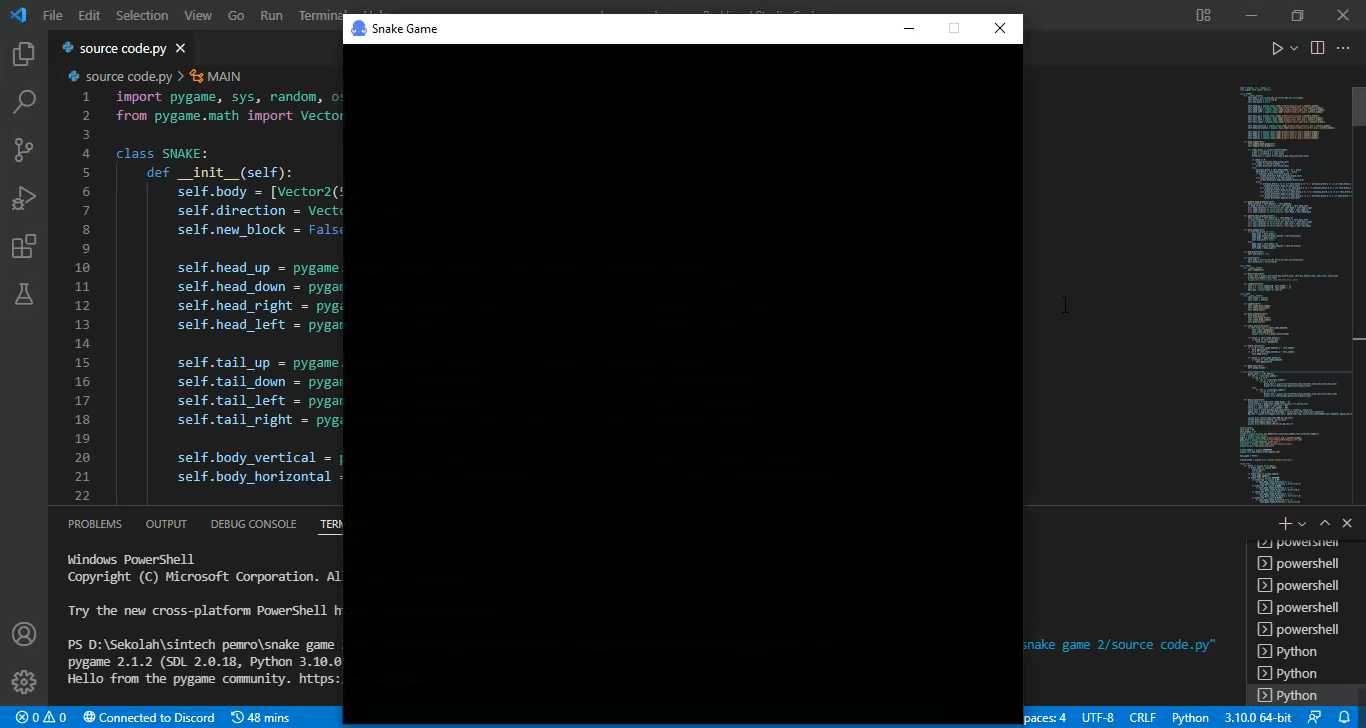 File Edit Selection View Go Run Terminal
Snake Game
source code.py
source code.py > MAIN
1 import pygame, sys, random, os
2 from pygame.math import Vector
3
4 class SNAKE:
5 def __init__(self):
6 self.body = [Vector2(5
7 self.direction = Vect
8 self.new_block = False
9
10 self.head_up = pygame.
11 self.head_down = pygam
12 self.head_right = pyga
13 self.head_left = pygam
14
15 self.tail_up = pygame.
16 self.tail_down = pygam
17 self.tail_left = pygam
18 self.tail_right = pyga
19
20 self.body_vertical = p
21 self.body_horizontal =
22
PROBLEMS OUTPUT DEBUG CONSOLE TERM
Windows PowerShell
Copyright (C) Microsoft Corporation. Al
Try the new cross-platform PowerShell ht
PS D:\Sekolah\sintech pemro\snake game snake game 2/source code.py"
pygame 2.1.2 (SDL 2.0.18, Python 3.10.0
Hello from the pygame community. https:
powershell
powershell
powershell
powershell
powershell
Python
Python
Python
0 0 Connected to Discord 48 mins paces: 4 UTF-8 CRLF Python 3.10.0 64-bit